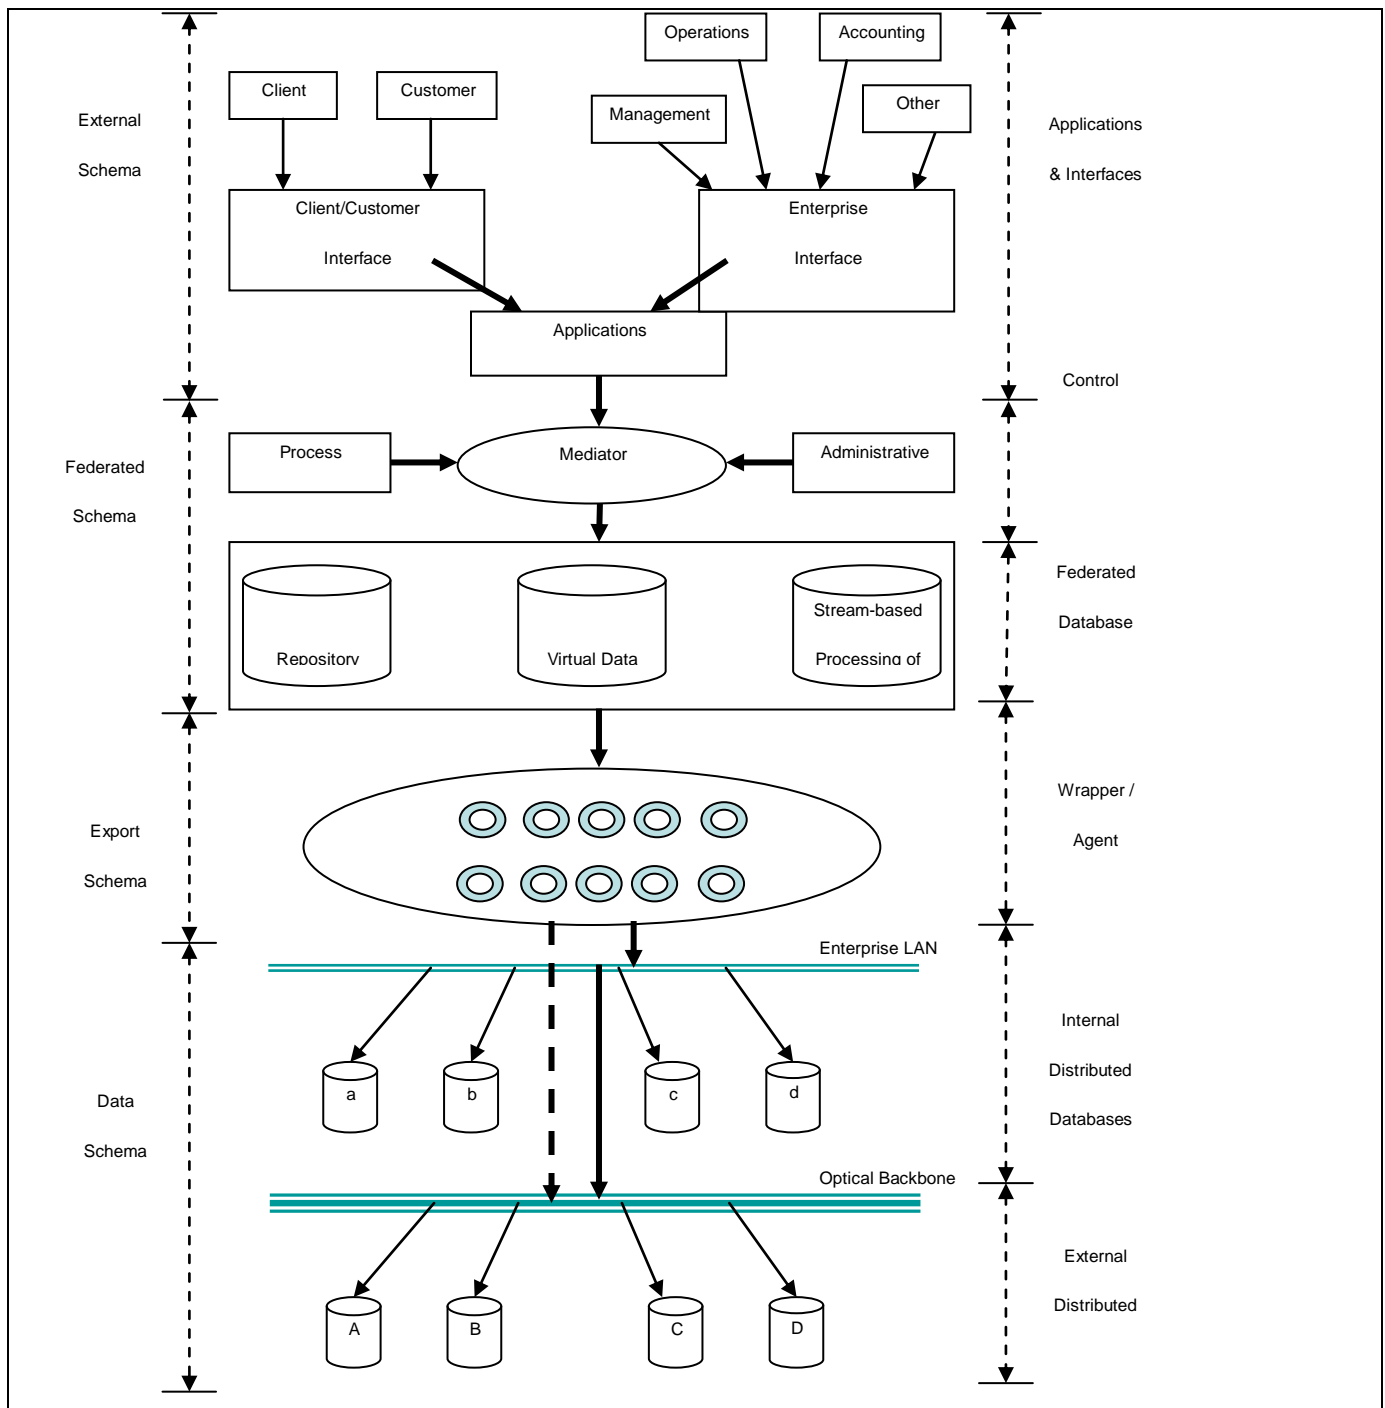 Operations
Accounting
Client
Customer
Management
Other
External
Schema
Applications
& Interfaces
Client/Customer
Interface
Enterprise
Interface
Applications
Control
Process
Mediator
Administrative
Federated
Schema
Federated
Database
Repository
Virtual Data
Stream-based
Processing of
Wrapper /
Agent
Export
Schema
Enterprise LAN
Internal
Distributed
Databases
a
b
c
d
Data
Schema
Optical Backbone
External
Distributed
A
B
C
D